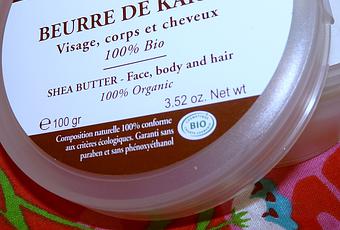 BEURRE DE
Visage, corps et cheveux
100% Bio
SHEA BUTTER - Face, body and hair
100% Organic
3.52 oz. Net wt
℮ 100 gr
Composition naturelle 100% conforme
aux critères écologiques. Garanti sans
paraben et sans phénoxyéthanol
BIO